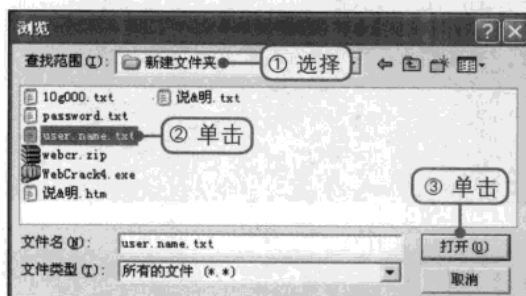 浏览
查找范围(I): 新建文件夹 ① 选择
10g000.txt 说&明.txt
password.txt
user.name.txt ② 单击
webcr.zip
WebCrack4.exe
说&明.htm
③ 单击
文件名(N): user.name.txt 打开(O)
文件类型(T): 所有的文件 (*.*) 取消